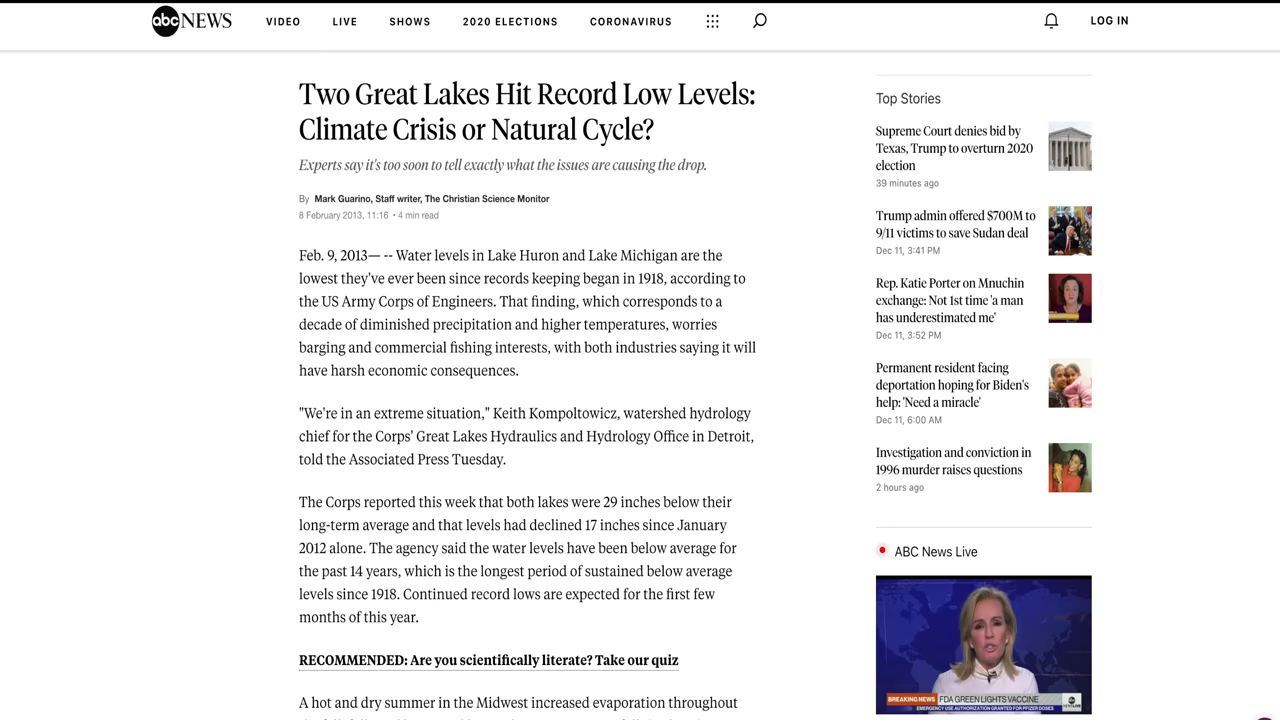 abc NEWS VIDEO LIVE SHOWS 2020 ELECTIONS CORONAVIRUS LOG IN
Two Great Lakes Hit Record Low Levels:
Climate Crisis or Natural Cycle?
Experts say it's too soon to tell exactly what the issues are causing the drop.
By Mark Guarino, Staff writer, The Christian Science Monitor
8 February 2013, 11:16 • 4 min read
Feb. 9, 2013— -- Water levels in Lake Huron and Lake Michigan are the
lowest they've ever been since records keeping began in 1918, according to
the US Army Corps of Engineers. That finding, which corresponds to a
decade of diminished precipitation and higher temperatures, worries
barging and commercial fishing interests, with both industries saying it will
have harsh economic consequences.
"We're in an extreme situation," Keith Kompoltowicz, watershed hydrology
chief for the Corps' Great Lakes Hydraulics and Hydrology Office in Detroit,
told the Associated Press Tuesday.
The Corps reported this week that both lakes were 29 inches below their
long-term average and that levels had declined 17 inches since January
2012 alone. The agency said the water levels have been below average for
the past 14 years, which is the longest period of sustained below average
levels since 1918. Continued record lows are expected for the first few
months of this year.
RECOMMENDED: Are you scientifically literate? Take our quiz
A hot dry summer in the Midwest increased evaporation throughout
Top Stories
Supreme Court denies bid by
Texas, Trump to overturn 2020
election
39 minutes ago
Trump admin offered $700M to
9/11 victims to save Sudan deal
Dec 11, 3:41 PM
Rep. Katie Porter on Mnuchin
exchange: Not 1st time 'a man
has underestimated me'
Dec 11, 3:52 PM
Permanent resident facing
deportation hoping for Biden's
help: 'Need a miracle'
Dec 11, 6:00 AM
Investigation and conviction in
1996 murder raises questions
2 hours ago
ABC News Live
BREAKING NEWS FDA GREEN LIGHTS VACCINE
EMERGENCY USE AUTHORIZATION GRANTED FOR PFIZER DOSES